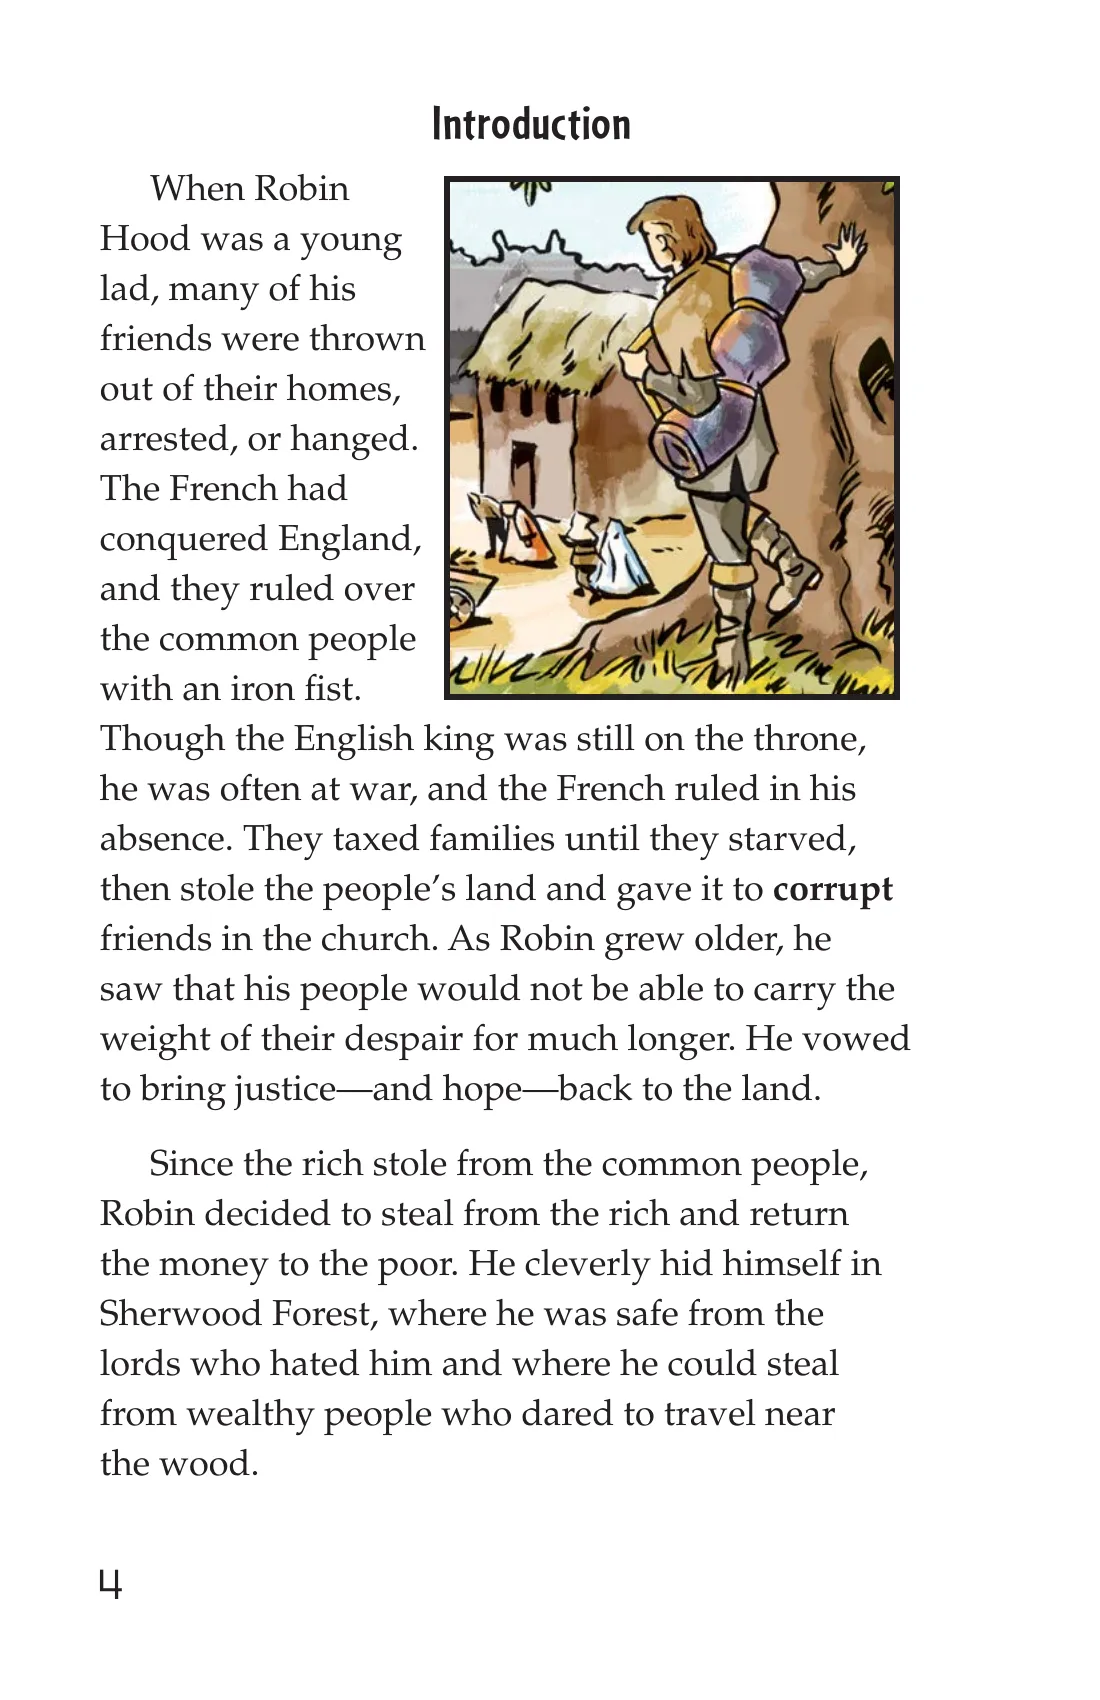 Introduction
When Robin
Hood was a young
lad, many of his
friends were thrown
out of their homes,
arrested, or hanged.
The French had
conquered England,
and they ruled over
the common people
with an iron fist.
Though the English king was still on the throne,
he was often at war, and the French ruled in his
absence. They taxed families until they starved,
then stole the people’s land and gave it to corrupt
friends in the church. As Robin grew older, he
saw that his people would not be able to carry the
weight of their despair for much longer. He vowed
to bring justice—and hope—back to the land.
Since the rich stole from the common people,
Robin decided to steal from the rich and return
the money to the poor. He cleverly hid himself in
Sherwood Forest, where he was safe from the
lords who hated him and where he could steal
from wealthy people who dared to travel near
the wood.
4